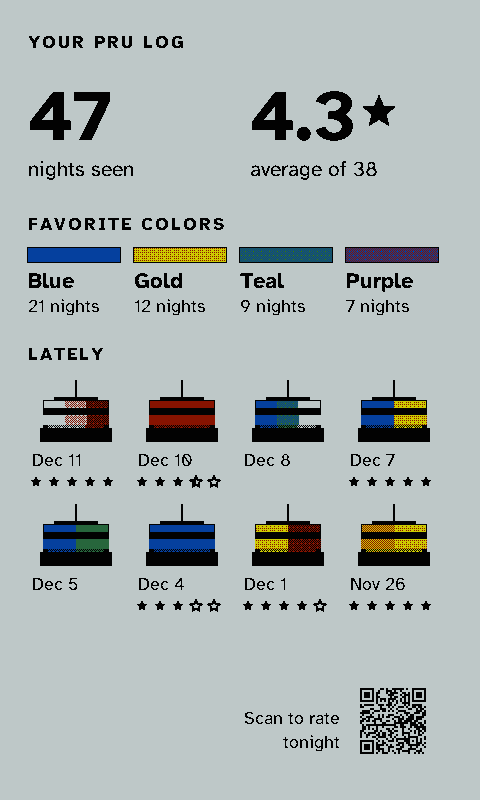 YOUR PRU LOG
47
4.3★
nights seen
average of 38
FAVORITE COLORS
Blue
Gold
Teal
Purple
21 nights
12 nights
9 nights
7 nights
LATELY
Dec 11
Dec 10
Dec 8
Dec 7
★★★★★
★★★☆☆
★★★★★
Dec 5
Dec 4
Dec 1
Nov 26
★★★☆☆
★★★★☆
★★★★★
Scan to rate
tonight